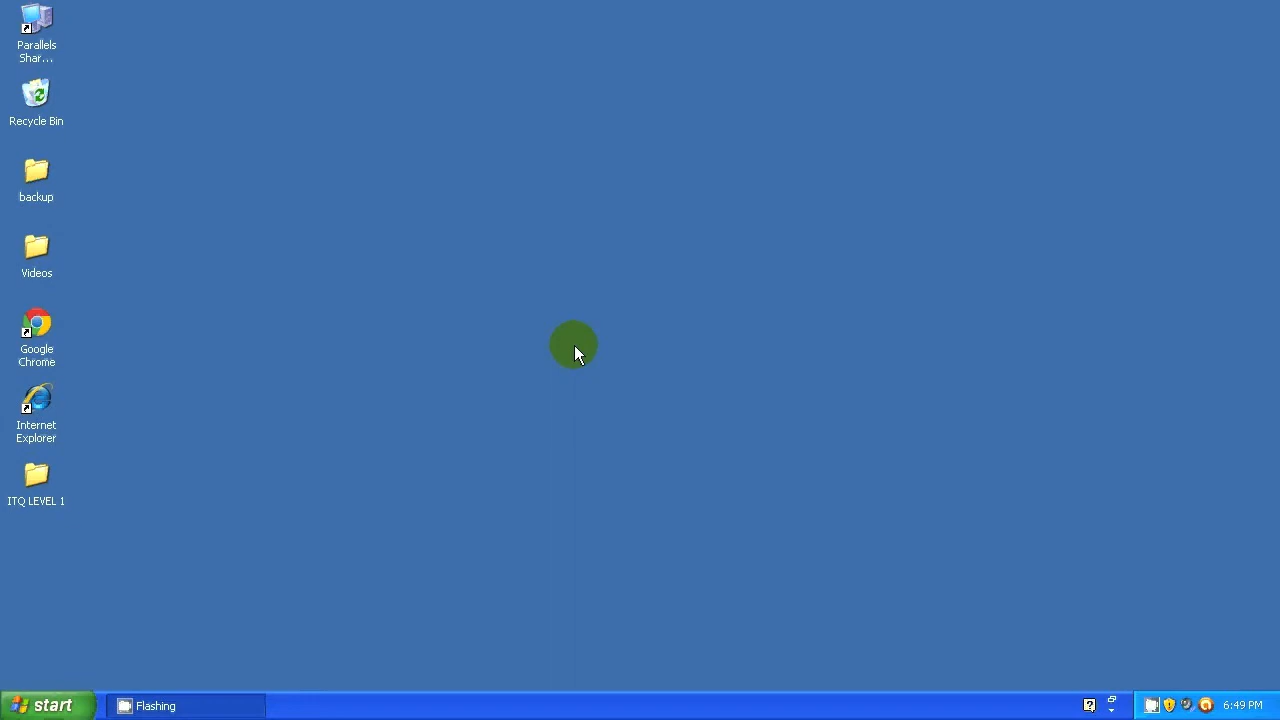 Parallels
Shar...
Recycle Bin
backup
Videos
Google
Chrome
Internet
Explorer
ITQ LEVEL 1
start
Flashing
?
6:49 PM